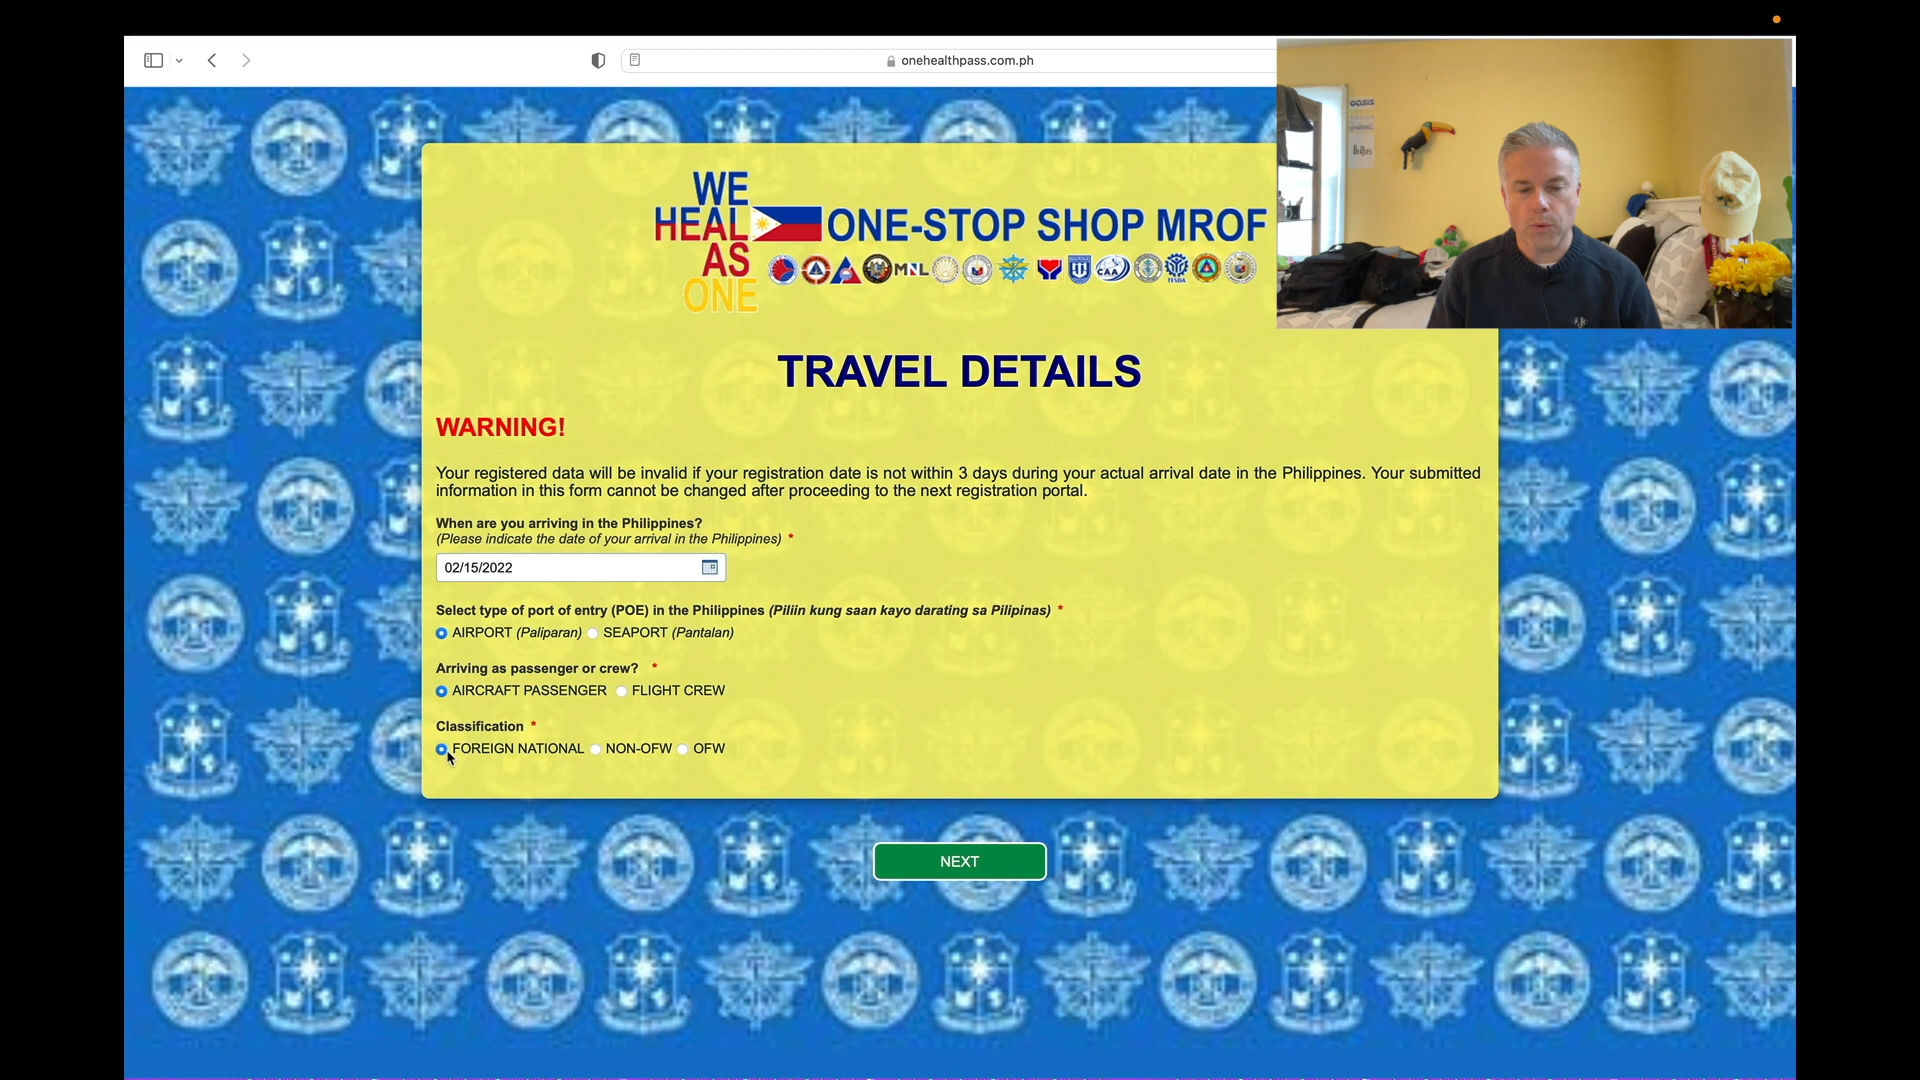 onehealthpass.com.ph
WE
HEAL
AS
ONE
ONE-STOP SHOP MROF
MNL
CAA
TESDA
oasis
Beatles
TRAVEL DETAILS
WARNING!
Your registered data will be invalid if your registration date is not within 3 days during your actual arrival date in the Philippines. Your submitted
information in this form cannot be changed after proceeding to the next registration portal.
When are you arriving in the Philippines?
(Please indicate the date of your arrival in the Philippines) *
02/15/2022
Select type of port of entry (POE) in the Philippines (Piliin kung saan kayo darating sa Pilipinas) *
AIRPORT (Paliparan) SEAPORT (Pantalan)
Arriving as passenger or crew? *
AIRCRAFT PASSENGER FLIGHT CREW
Classification *
FOREIGN NATIONAL NON-OFW OFW
NEXT